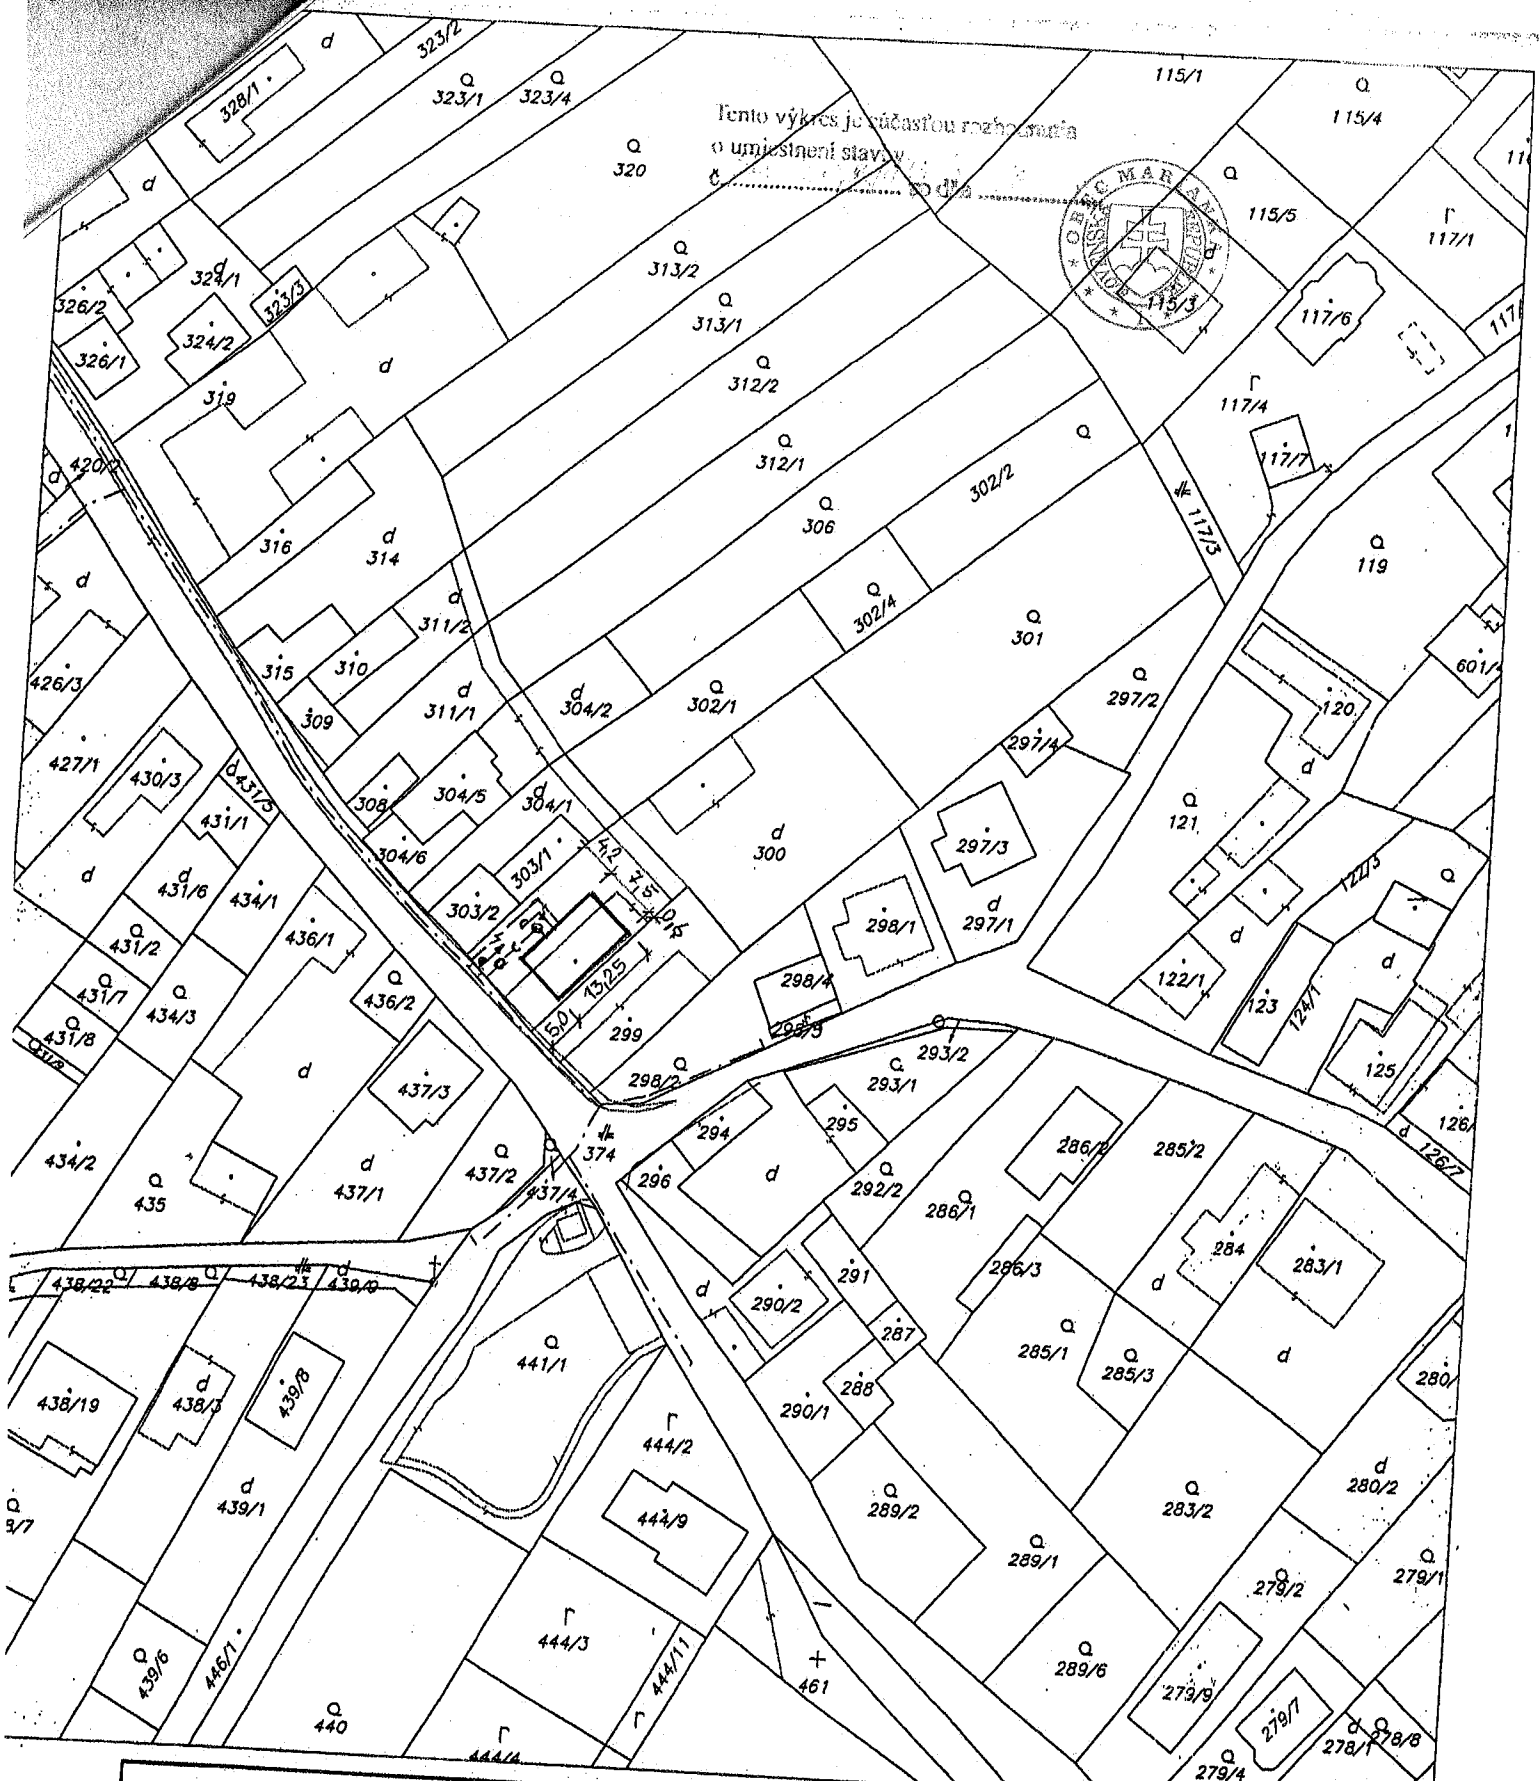 323/2
d
328/1
Q
323/1
Q
323/4
115/1
Q
115/4
Tento výkres je súčasťou rozhodnutia
o umiestnení stavby
č. zo dňa
Q
320
d
Q
115/5
Γ
117/1
OBEC MARIANKA
d
324/1
326/2
323/3
Q
313/2
115/3
117/6
326/1
324/2
Q
313/1
d
319
Q
312/2
Γ
117/4
420/2
d
Q
312/1
302/2
Q
117/7
117/3
Q
306
316
d
314
Q
119
d
Q
302/4
d
311/2
Q
301
315
310
601/4
426/3
309
d
311/1
d
304/2
Q
302/1
Q
297/2
120
427/1
430/3
d
431/5
297/4
d
308
304/5
d
304/1
431/1
Q
121
304/6
303/1
4,2
7,5
0,6
d
300
297/3
122/3
Q
d
431/6
434/1
303/2
298/1
d
297/1
Q
431/2
436/1
d
d
Q
431/7
Q
434/3
Q
436/2
13,25
298/4
122/1
123
124/1
Q
431/8
5,0
299
298/5
293/2
d
437/3
Q
298/2
Q
293/1
125
126/
434/2
374
294
295
286/2
285/2
d
126/7
Q
435
d
437/1
Q
437/2
437/4
296
d
Q
292/2
Q
286/1
284
283/1
438/22
Q
438/8
Q
438/23
d
439/9
d
290/2
291
286/3
d
287
Q
441/1
Q
285/1
Q
285/3
d
280/
438/19
d
438/3
439/8
288
290/1
Γ
444/2
d
439/1
Q
289/2
Q
283/2
d
280/2
444/9
Q
289/1
Q
279/2
Q
279/1
Γ
444/3
Q
439/6
446/1
444/11
Γ
461
Q
289/6
279/9
Q
440
Γ
444/4
279/7
d
278/1
Q
278/8
Q
279/4